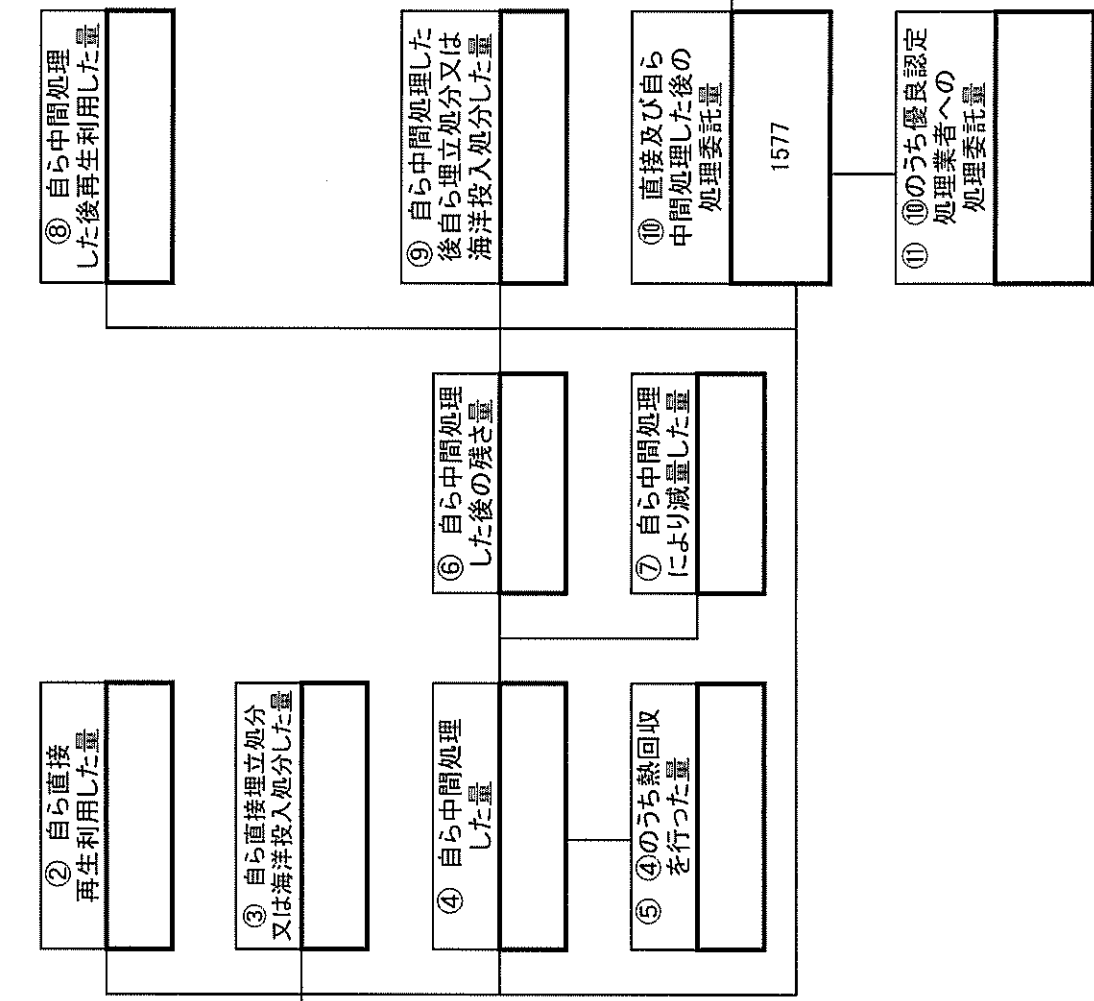 ② 自ら直接
再生利用した量
③ 自ら直接埋立処分
又は海洋投入処分した量
④ 自ら中間処理
した量
⑤ ④のうち熱回収
を行った量
⑥ 自ら中間処理
した後の残さ量
⑦ 自ら中間処理
により減量した量
⑧ 自ら中間処理
した後再生利用した量
⑨ 自ら中間処理した
後自ら埋立処分又は
海洋投入処分した量
⑩ 直接及び自ら
中間処理した後の
処理委託量
1577
⑪ ⑩のうち優良認定
処理業者への
処理委託量